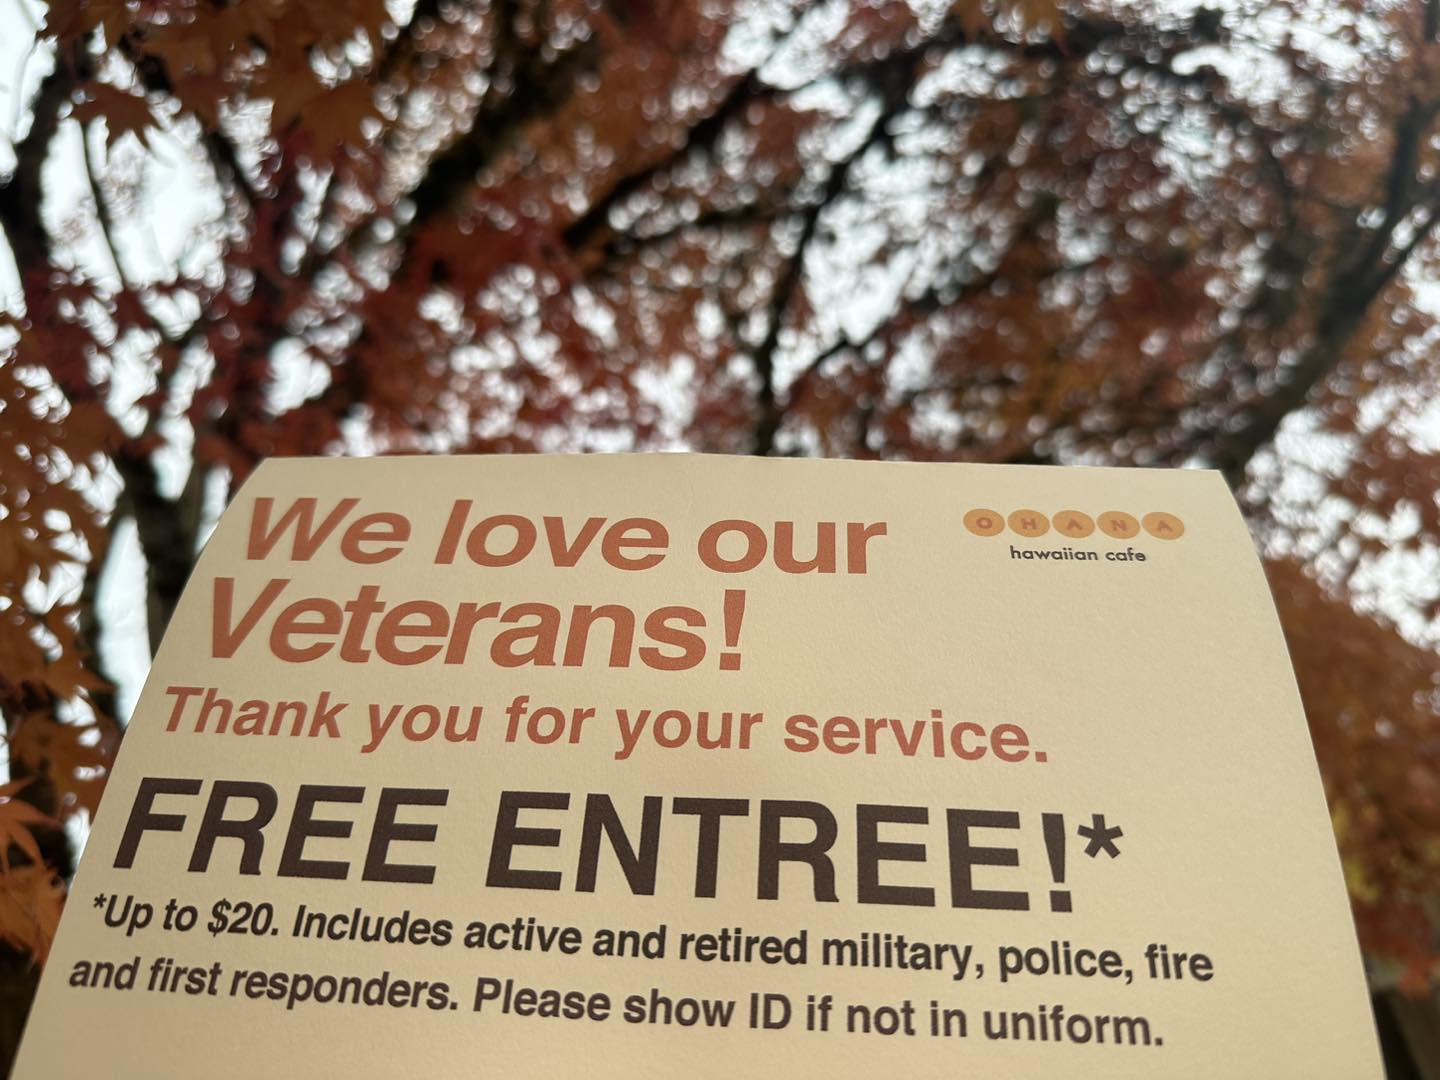 We love our
Veterans!
OHANA
hawaiian cafe
Thank you for your service.
FREE ENTREE!*
*Up to $20. Includes active and retired military, police, fire
and first responders. Please show ID if not in uniform.